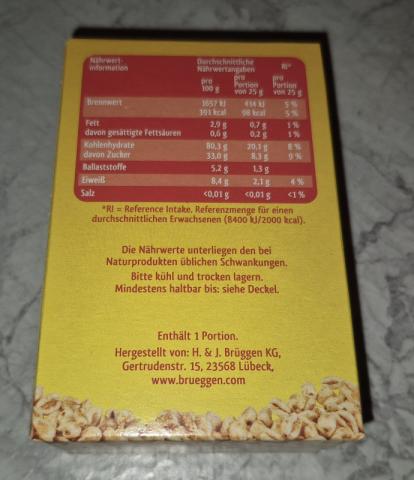 Nährwert- Durchschnittliche RI*
information Nährwertangaben
pro pro pro
100 g Portion Portion
von 25 g von 25 g
Brennwert 1657 kJ 414 kJ 5 %
391 kcal 98 kcal 5 %
Fett 2,9 g 0,7 g 1 %
davon gesättigte Fettsäuren 0,6 g 0,2 g 1 %
Kohlenhydrate 80,3 g 20,1 g 8 %
davon Zucker 33,0 g 8,3 g 9 %
Ballaststoffe 5,2 g 1,3 g
Eiweiß 8,4 g 2,1 g 4 %
Salz <0,01 g <0,01 g <1 %
*RI = Reference Intake. Referenzmenge für einen
durchschnittlichen Erwachsenen (8400 kJ/2000 kcal).
Die Nährwerte unterliegen den bei
Naturprodukten üblichen Schwankungen.
Bitte kühl und trocken lagern.
Mindestens haltbar bis: siehe Deckel.
Enthält 1 Portion.
Hergestellt von: H. & J. Brüggen KG,
Gertrudenstr. 15, 23568 Lübeck,
www.brueggen.com